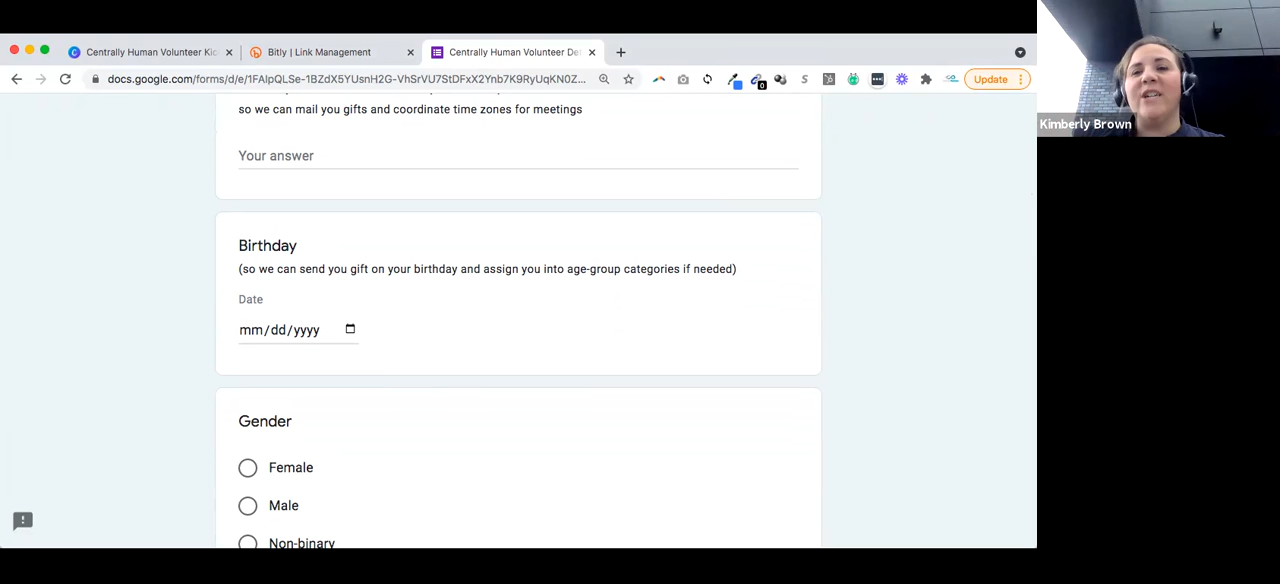 Centrally Human Volunteer Kic
Bitly | Link Management
Centrally Human Volunteer De
docs.google.com/forms/d/e/1FAIpQLSe-1BZdX5YUsnH2G-VhSrVU7StDFxX2Ynb7K9RyUqKN0Z...
0
S
Update
so we can mail you gifts and coordinate time zones for meetings
Your answer
Birthday
(so we can send you gift on your birthday and assign you into age-group categories if needed)
Date
mm/dd/yyyy
Gender
Female
Male
Non-binary
Kimberly Brown